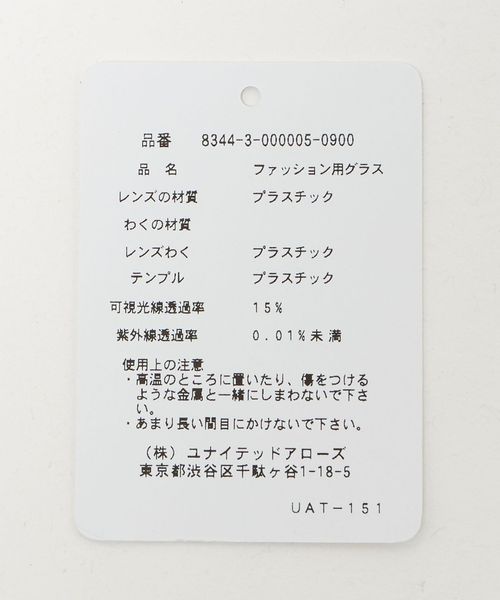 品番 8344-3-000005-0900
品 名 ファッション用グラス
レンズの材質 プラスチック
わくの材質
レンズわく プラスチック
テンプル プラスチック
可視光線透過率 15%
紫外線透過率 0.01%未満
使用上の注意
・高温のところに置いたり、傷をつける
ような金属と一緒にしまわないで下さ
い。
・あまり長い間目にかけないで下さい。
(株) ユナイテッドアローズ
東京都渋谷区千駄ヶ谷1-18-5
UAT-151